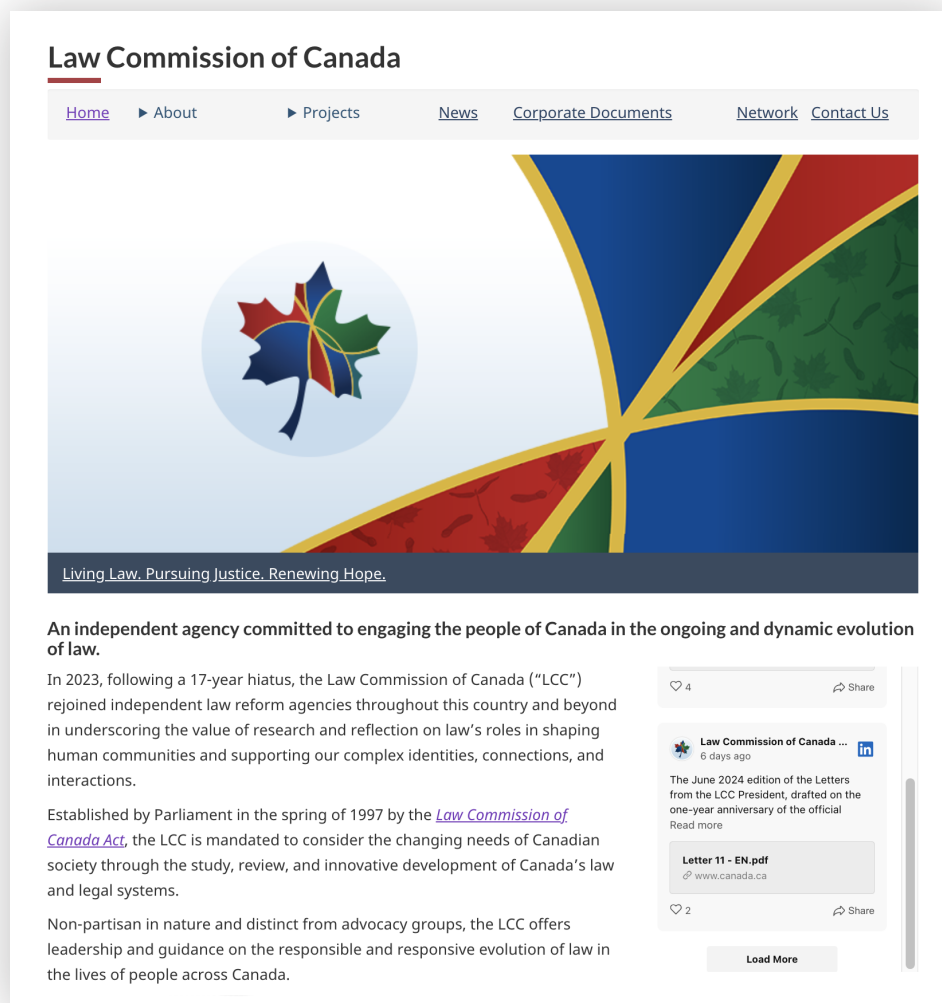 Law Commission of Canada
Home ▶ About ▶ Projects News Corporate Documents Network Contact Us
Living Law. Pursuing Justice. Renewing Hope.
An independent agency committed to engaging the people of Canada in the ongoing and dynamic evolution
of law.
In 2023, following a 17-year hiatus, the Law Commission of Canada (“LCC”)
rejoined independent law reform agencies throughout this country and beyond
in underscoring the value of research and reflection on law’s roles in shaping
human communities and supporting our complex identities, connections, and
interactions.
Established by Parliament in the spring of 1997 by the Law Commission of
Canada Act, the LCC is mandated to consider the changing needs of Canadian
society through the study, review, and innovative development of Canada’s law
and legal systems.
Non-partisan in nature and distinct from advocacy groups, the LCC offers
leadership and guidance on the responsible and responsive evolution of law in
the lives of people across Canada.
4 Share
Law Commission of Canada ...
6 days ago
in
The June 2024 edition of the Letters
from the LCC President, drafted on the
one-year anniversary of the official
Read more
Letter 11 - EN.pdf
www.canada.ca
2 Share
Load More